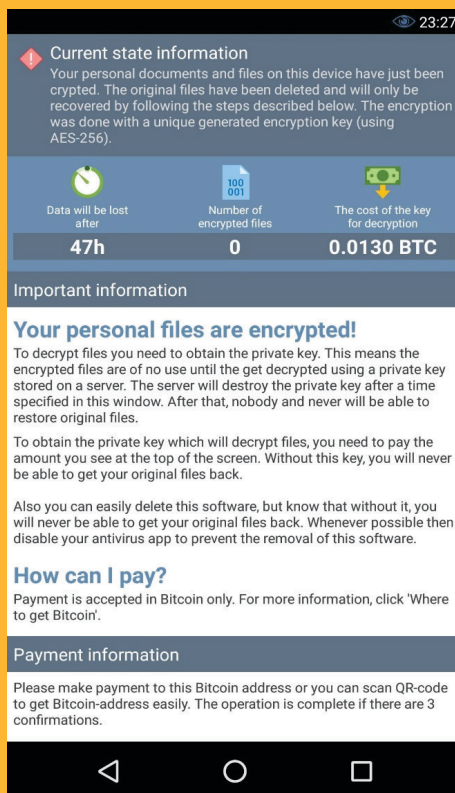 23:27
Current state information
Your personal documents and files on this device have just been
crypted. The original files have been deleted and will only be
recovered by following the steps described below. The encryption
was done with a unique generated encryption key (using
AES-256).
100
001
Data will be lost
after
Number of
encrypted files
The cost of the key
for decryption
47h
0
0.0130 BTC
Important information
Your personal files are encrypted!
To decrypt files you need to obtain the private key. This means the
encrypted files are of no use until the get decrypted using a private key
stored on a server. The server will destroy the private key after a time
specified in this window. After that, nobody and never will be able to
restore original files.
To obtain the private key which will decrypt files, you need to pay the
amount you see at the top of the screen. Without this key, you will never
be able to get your original files back.
Also you can easily delete this software, but know that without it, you
will never be able to get your original files back. Whenever possible then
disable your antivirus app to prevent the removal of this software.
How can I pay?
Payment is accepted in Bitcoin only. For more information, click 'Where
to get Bitcoin'.
Payment information
Please make payment to this Bitcoin address or you can scan QR-code
to get Bitcoin-address easily. The operation is complete if there are 3
confirmations.